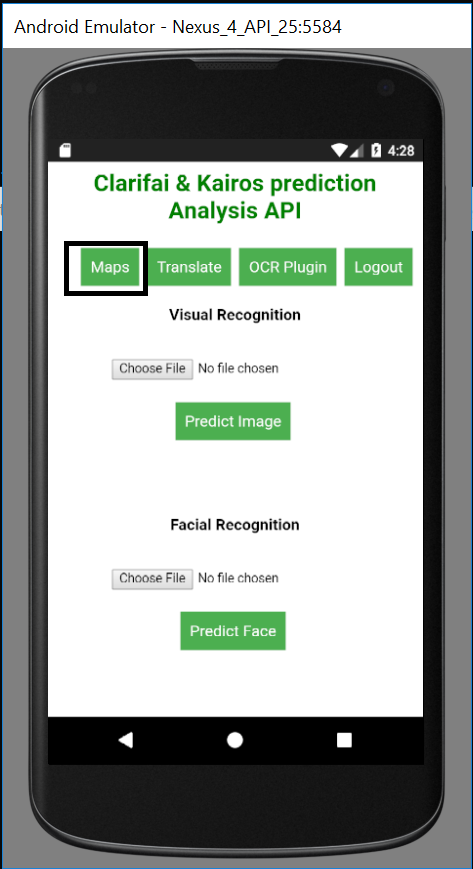 Android Emulator - Nexus_4_API_25:5584
4:28
Clarifai & Kairos prediction
Analysis API
Maps Translate OCR Plugin Logout
Visual Recognition
Choose File No file chosen
Predict Image
Facial Recognition
Choose File No file chosen
Predict Face